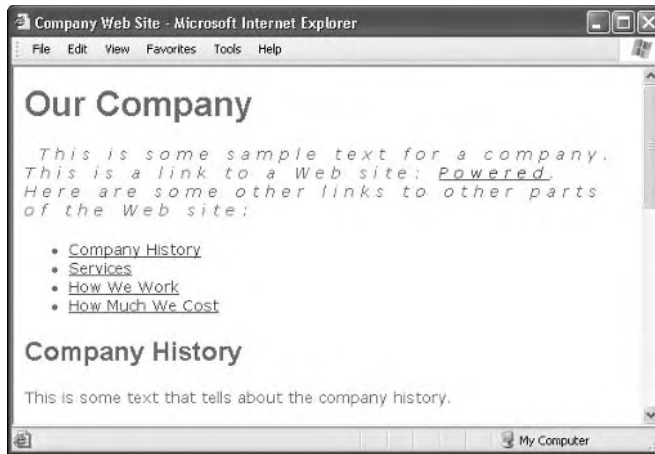 Company Web Site - Microsoft Internet Explorer
File Edit View Favorites Tools Help
Our Company
This is some sample text for a company.
This is a link to a Web site: Powered.
Here are some other links to other parts
of the Web site:
• Company History
• Services
• How We Work
• How Much We Cost
Company History
This is some text that tells about the company history.
My Computer